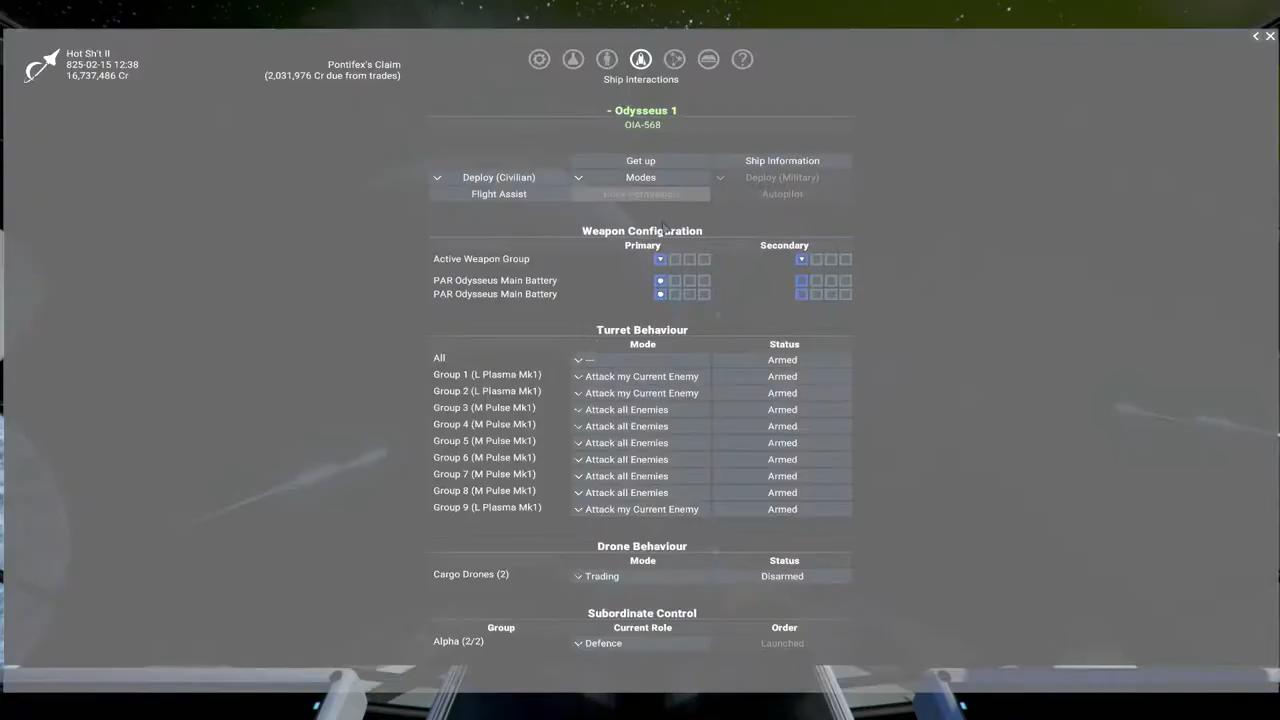 Hot Sh't II
825-02-15 12:38
16,737,486 Cr
Pontifex's Claim
(2,031,976 Cr due from trades)
Ship Interactions
- Odysseus 1
OIA-568
Get up Ship Information
Deploy (Civilian) Modes Deploy (Military)
Flight Assist Autopilot
Weapon Configuration
Primary Secondary
Active Weapon Group
PAR Odysseus Main Battery
PAR Odysseus Main Battery
Turret Behaviour
Mode Status
All --- Armed
Group 1 (L Plasma Mk1) Attack my Current Enemy Armed
Group 2 (L Plasma Mk1) Attack my Current Enemy Armed
Group 3 (M Pulse Mk1) Attack all Enemies Armed
Group 4 (M Pulse Mk1) Attack all Enemies Armed
Group 5 (M Pulse Mk1) Attack all Enemies Armed
Group 6 (M Pulse Mk1) Attack all Enemies Armed
Group 7 (M Pulse Mk1) Attack all Enemies Armed
Group 8 (M Pulse Mk1) Attack all Enemies Armed
Group 9 (L Plasma Mk1) Attack my Current Enemy Armed
Drone Behaviour
Mode Status
Cargo Drones (2) Trading Disarmed
Subordinate Control
Group Current Role Order
Alpha (2/2) Defence Launched